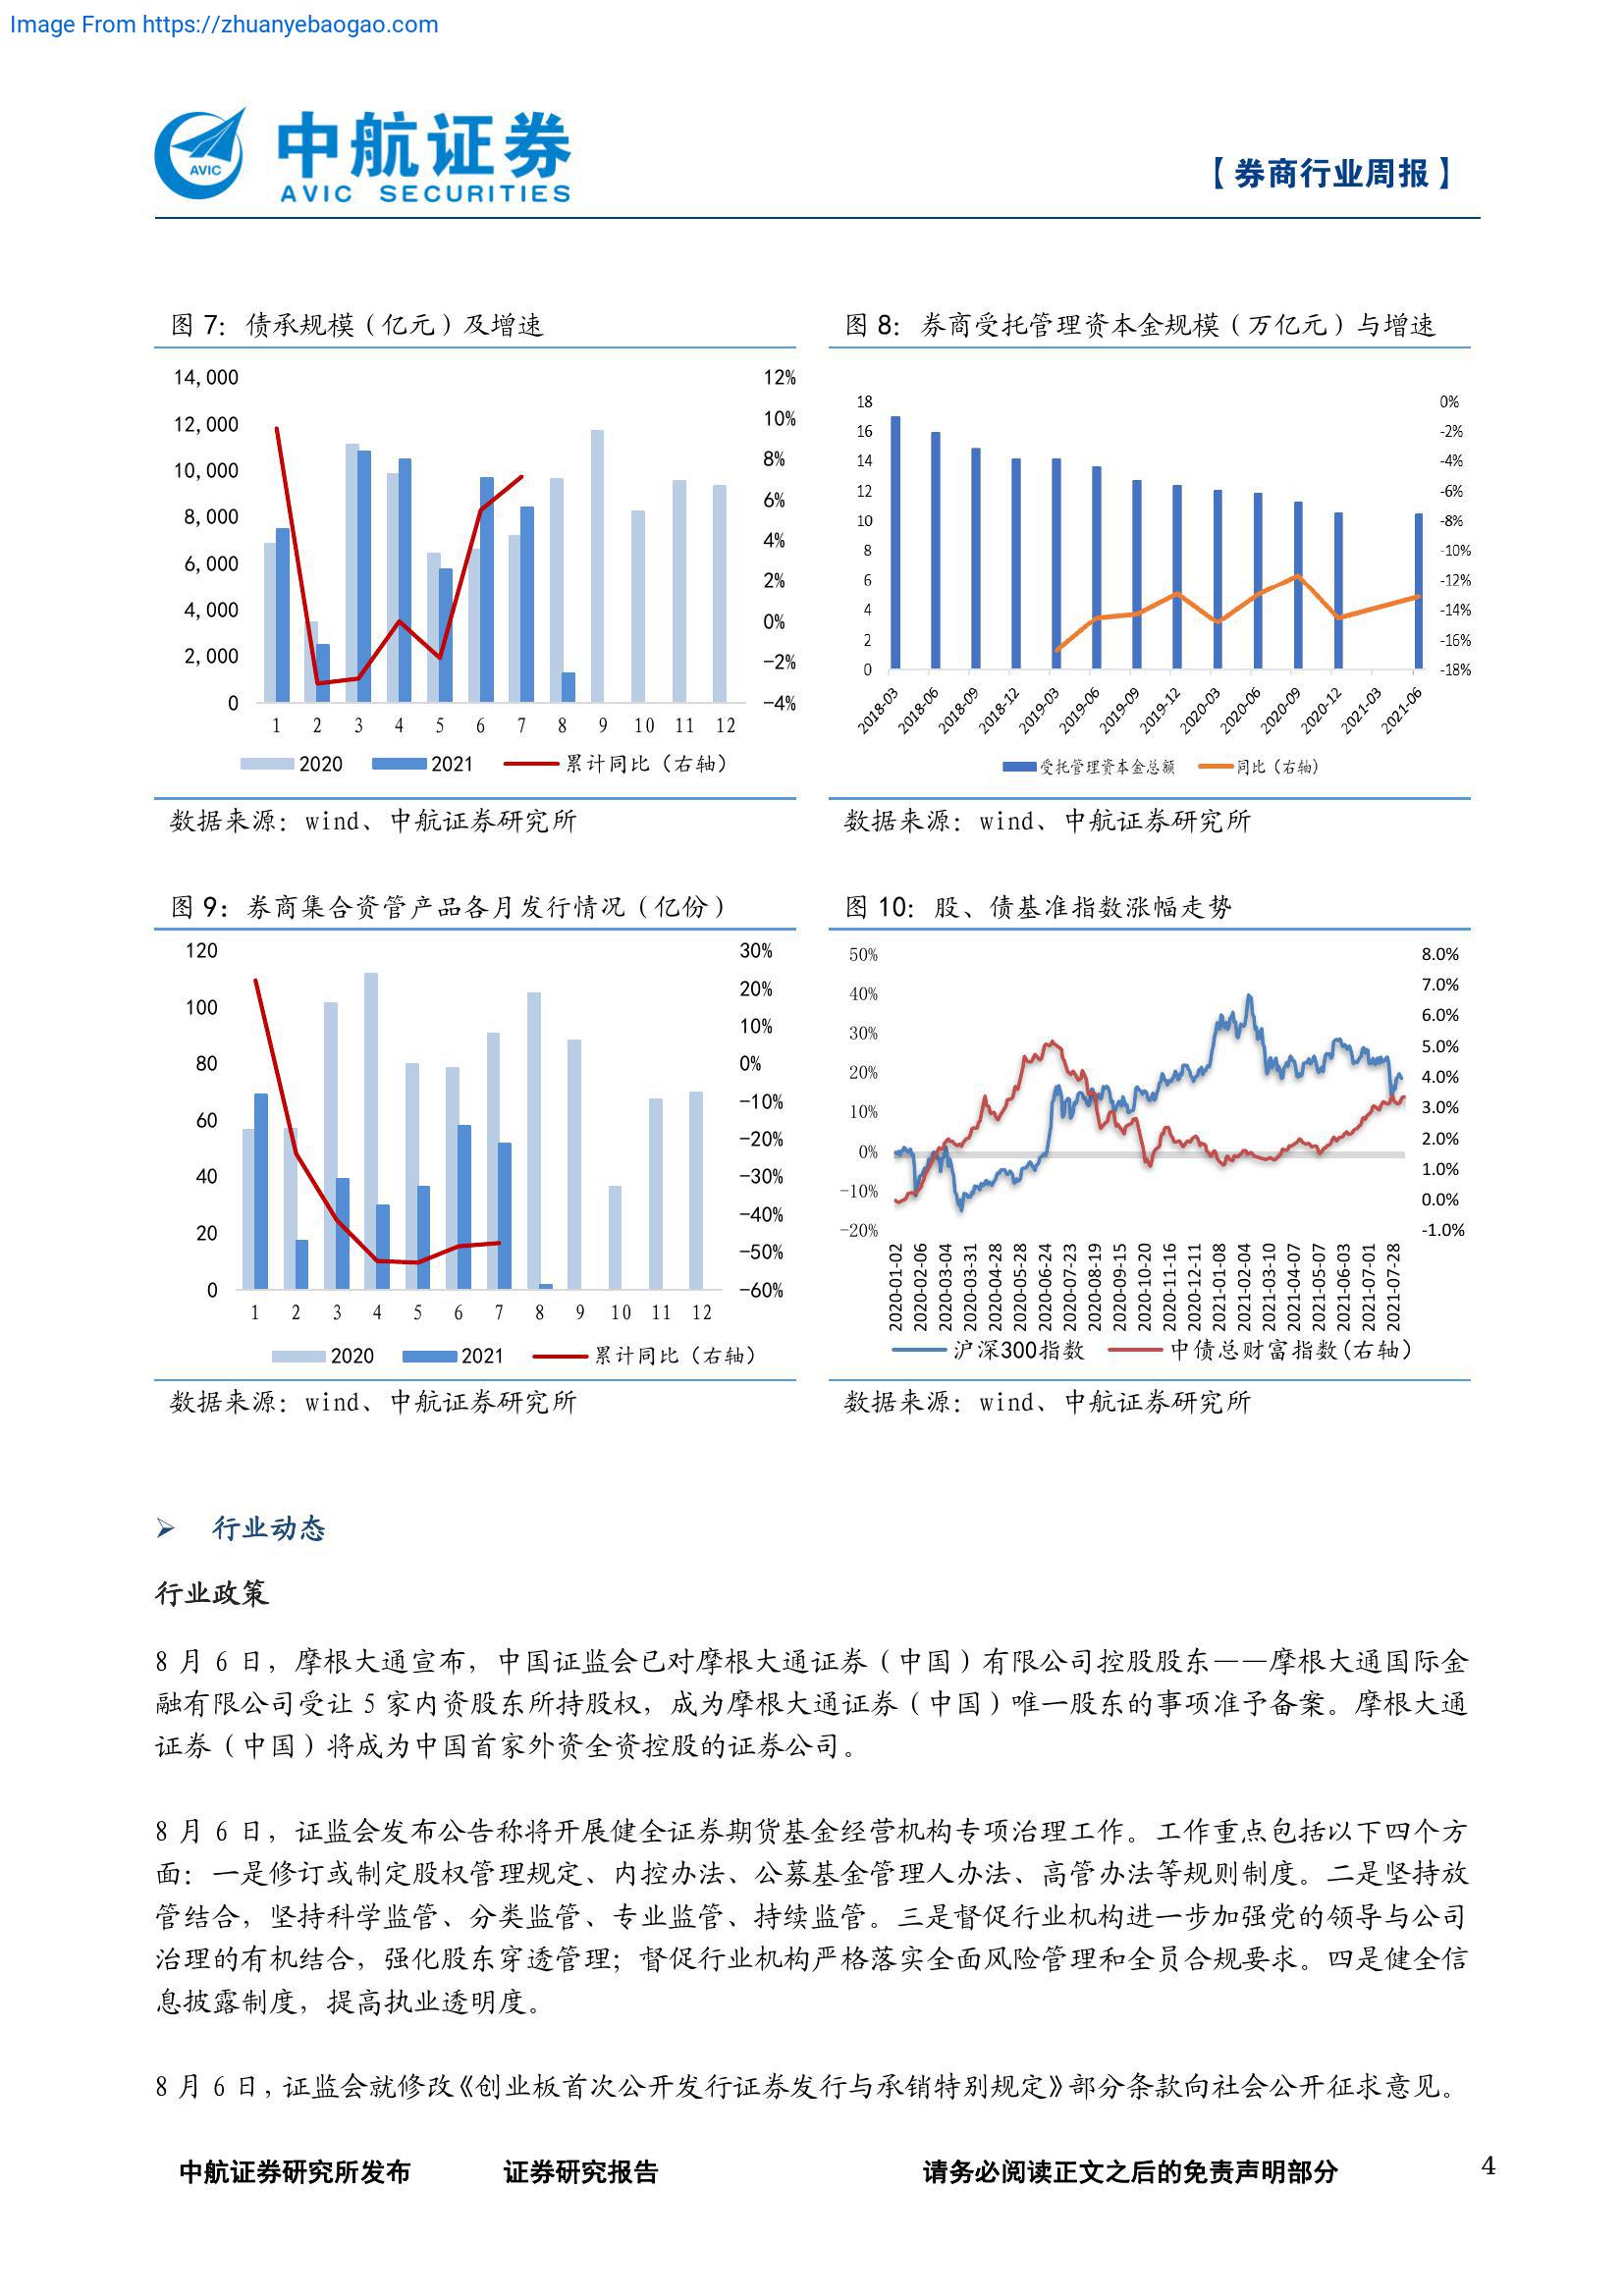 Image From https://zhuanyebaogao.com
AVIC
中航证券
AVIC SECURITIES
【券商行业周报】
图 7：债承规模（亿元）及增速
14,000
12,000
10,000
8,000
6,000
4,000
2,000
0
12%
10%
8%
6%
4%
2%
0%
-2%
-4%
1 2 3 4 5 6 7 8 9 10 11 12
2020 2021 累计同比（右轴）
数据来源：wind、中航证券研究所
图 8：券商受托管理资本金规模（万亿元）与增速
18
16
14
12
10
8
6
4
2
0
0%
-2%
-4%
-6%
-8%
-10%
-12%
-14%
-16%
-18%
2018-03 2018-06 2018-09 2018-12 2019-03 2019-06 2019-09 2019-12 2020-03 2020-06 2020-09 2020-12 2021-03 2021-06
受托管理资本金总额 同比（右轴）
数据来源：wind、中航证券研究所
图 9：券商集合资管产品各月发行情况（亿份）
120
100
80
60
40
20
0
30%
20%
10%
0%
-10%
-20%
-30%
-40%
-50%
-60%
1 2 3 4 5 6 7 8 9 10 11 12
2020 2021 累计同比（右轴）
数据来源：wind、中航证券研究所
图 10：股、债基准指数涨幅走势
50%
40%
30%
20%
10%
0%
-10%
-20%
8.0%
7.0%
6.0%
5.0%
4.0%
3.0%
2.0%
1.0%
0.0%
-1.0%
2020-01-02 2020-02-06 2020-03-04 2020-03-31 2020-04-28 2020-05-28 2020-06-24 2020-07-23 2020-08-19 2020-09-15 2020-10-20 2020-11-16 2020-12-11 2021-01-08 2021-02-04 2021-03-10 2021-04-07 2021-05-07 2021-06-03 2021-07-01 2021-07-28
沪深300指数 中债总财富指数(右轴）
数据来源：wind、中航证券研究所
➢ 行业动态
行业政策
8 月 6 日，摩根大通宣布，中国证监会已对摩根大通证券（中国）有限公司控股股东——摩根大通国际金
融有限公司受让 5 家内资股东所持股权，成为摩根大通证券（中国）唯一股东的事项准予备案。摩根大通
证券（中国）将成为中国首家外资全资控股的证券公司。
8 月 6 日，证监会发布公告称将开展健全证券期货基金经营机构专项治理工作。工作重点包括以下四个方
面：一是修订或制定股权管理规定、内控办法、公募基金管理人办法、高管办法等规则制度。二是坚持放
管结合，坚持科学监管、分类监管、专业监管、持续监管。三是督促行业机构进一步加强党的领导与公司
治理的有机结合，强化股东穿透管理；督促行业机构严格落实全面风险管理和全员合规要求。四是健全信
息披露制度，提高执业透明度。
8 月 6 日，证监会就修改《创业板首次公开发行证券发行与承销特别规定》部分条款向社会公开征求意见。
中航证券研究所发布 证券研究报告 请务必阅读正文之后的免责声明部分 4